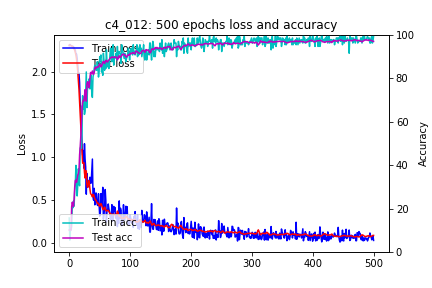 c4_012: 500 epochs loss and accuracy
Train loss
Test loss
Train acc
Test acc
Loss
Accuracy
2.0
1.5
1.0
0.5
0.0
100
80
60
40
20
0
0
100
200
300
400
500